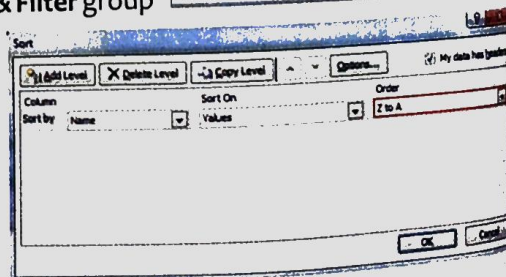 & Filter group
Sort
Add Level Delete Level Copy Level Options... My data has headers
Column Sort On Order
Sort by Name Values Z to A
OK Cancel